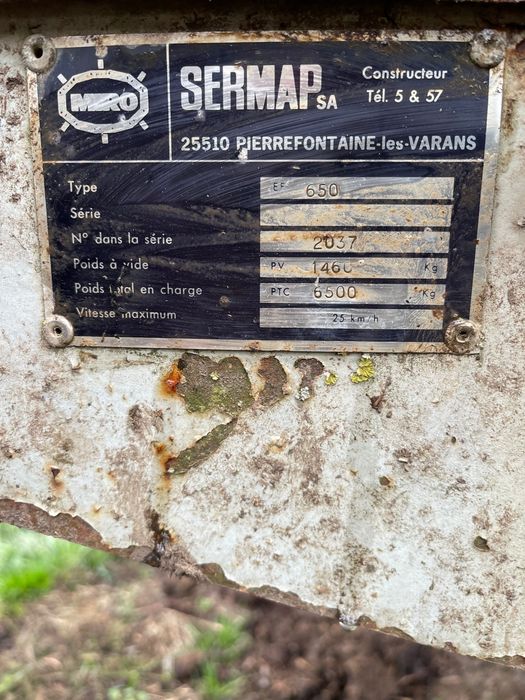 MIRO
SERMAP SA
Constructeur
Tél. 5 & 57
25510 PIERREFONTAINE-les-VARANS
Type EF 650
Série
N° dans la série 2037
Poids à vide PV 1460 Kg
Poids total en charge PTC 6500 Kg
Vitesse maximum 25 km/h